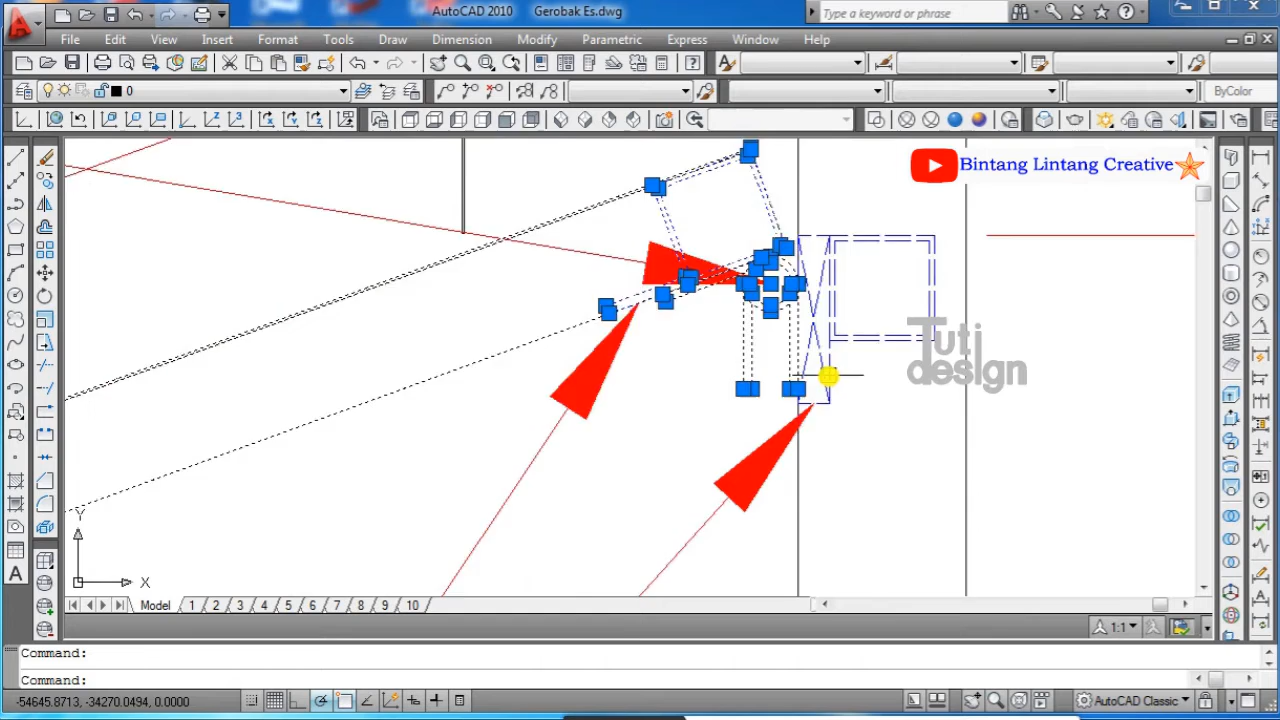 AutoCAD 2010 Gerobak Es.dwg
Type a keyword or phrase
File Edit View Insert Format Tools Draw Dimension Modify Parametric Express Window Help
0
ByColor
Bintang Lintang Creative
Tuti
design
Y
X
Model 1 2 3 4 5 6 7 8 9 10
1:1
Command:
Command:
-54645.8713, -34270.0494, 0.0000
AutoCAD Classic